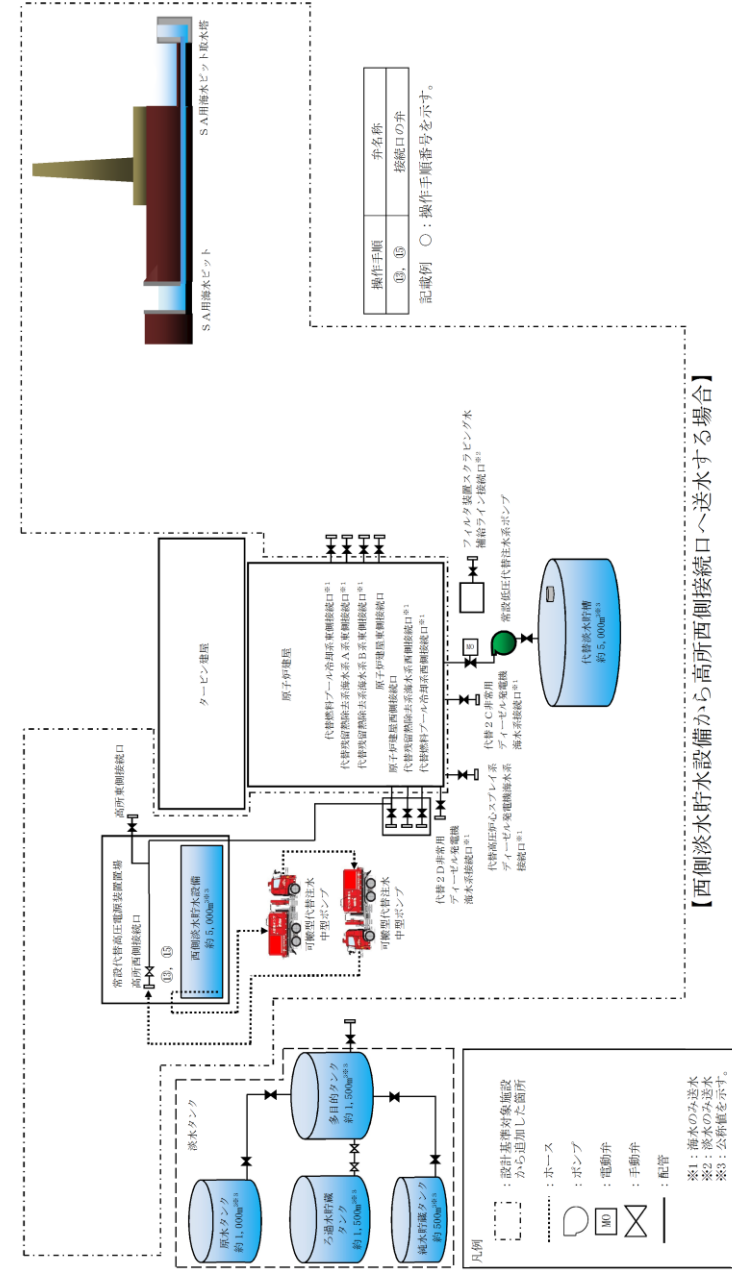 ＳＡ用海水ピット取水塔
ＳＡ用海水ピット
操作手順 弁名称
⑬，⑮ 接続口の弁
記載例 ○：操作手順番号を示す。
タービン建屋
原子炉建屋
代替燃料プール冷却系東側接続口※1
代替残留熱除去系海水系Ａ系東側接続口※1
代替残留熱除去系海水系Ｂ系東側接続口※1
原子炉建屋東側接続口
原子炉建屋西側接続口
代替残留熱除去系海水系西側接続口※1
代替燃料プール冷却系西側接続口※1
フィルタ装置スクラビング水
補給ライン接続口※2
常設低圧代替注水系ポンプ
MO
代替淡水貯槽
約5,000m³※3
代替２Ｃ非常用
ディーゼル発電機
海水系接続口※1
代替高圧炉心スプレイ系
ディーゼル発電機海水系
接続口※1
代替２Ｄ非常用
ディーゼル発電機
海水系接続口※1
高所東側接続口
常設代替高圧電源装置置場
高所西側接続口
⑬，⑮
西側淡水貯水設備
約5,000m³※3
可搬型代替注水
中型ポンプ
可搬型代替注水
中型ポンプ
淡水タンク
原水タンク
約1,000m³※3
ろ過水貯蔵
タンク
約1,500m³※3
純水貯蔵タンク
約500m³※3
多目的タンク
約1,500m³※3
凡例
：設計基準対象施設
から追加した箇所
：ホース
：ポンプ
MO ：電動弁
：手動弁
：配管
※1：海水のみ送水
※2：淡水のみ送水
※3：公称値を示す。
【西側淡水貯水設備から高所西側接続口へ送水する場合】